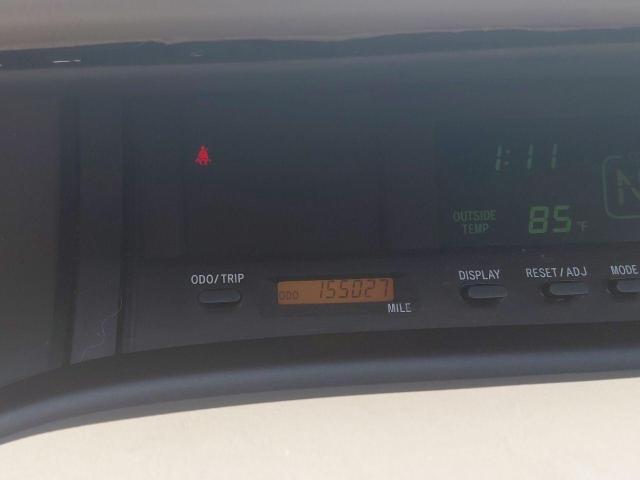 1:11
N
OUTSIDE
TEMP
85 °F
ODO/TRIP
ODO 155027
MILE
DISPLAY
RESET/ADJ
MODE